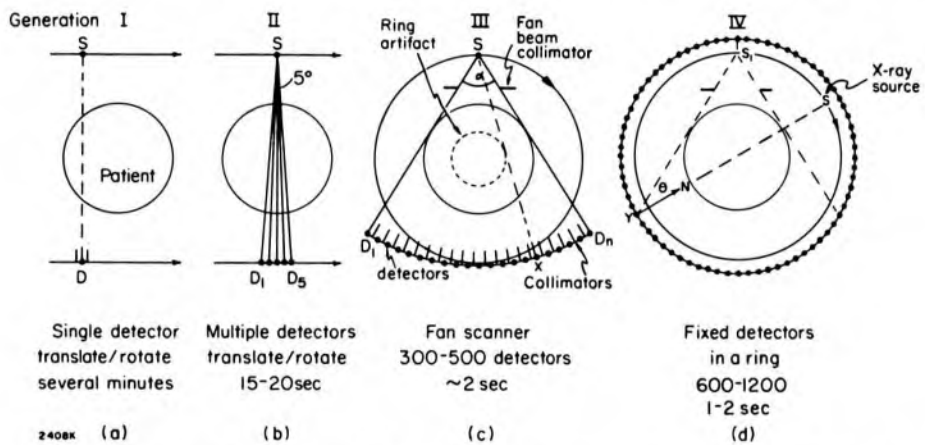 Generation I
II
III
IV
S
D
Patient
S
5°
D1 D5
Ring artifact
Fan beam collimator
S
α
D1
Dn
detectors
x
Collimators
S1
X-ray source
S
θ
N
Y
Single detector
translate/rotate
several minutes
Multiple detectors
translate/rotate
15-20sec
Fan scanner
300-500 detectors
~2 sec
Fixed detectors
in a ring
600-1200
1-2 sec
2408K (a) (b) (c) (d)